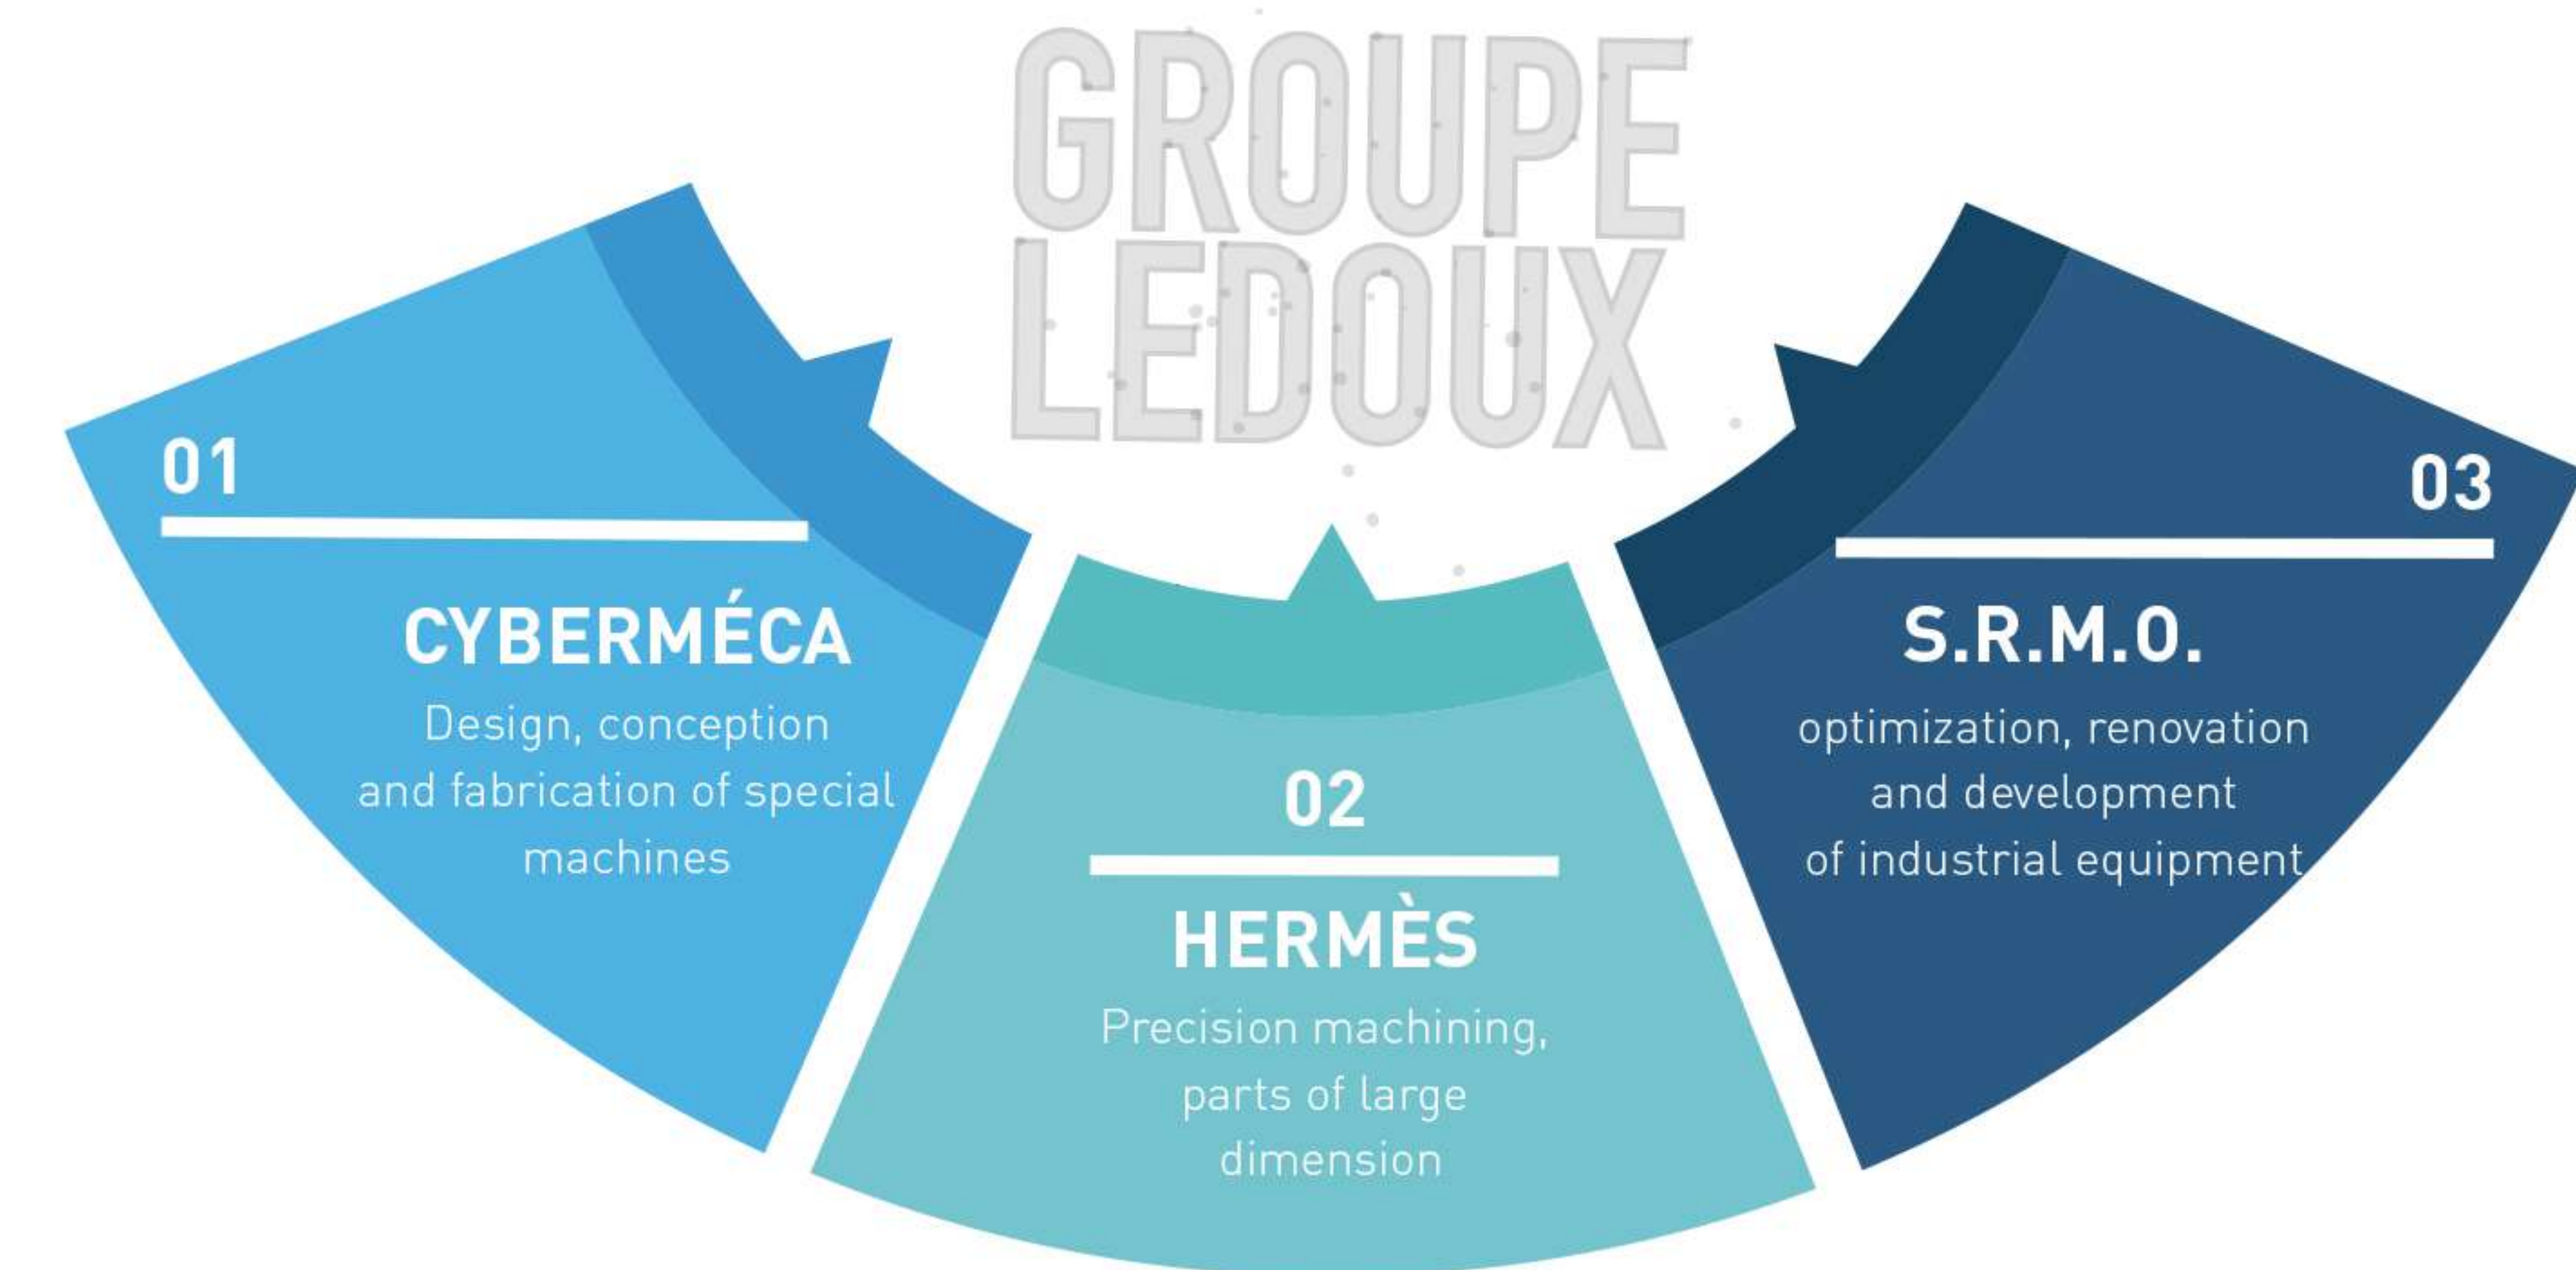 GROUPE
LEDOUX
01
CYBERMÉCA
Design, conception
and fabrication of special
machines
02
HERMÈS
Precision machining,
parts of large
dimension
03
S.R.M.O.
optimization, renovation
and development
of industrial equipment